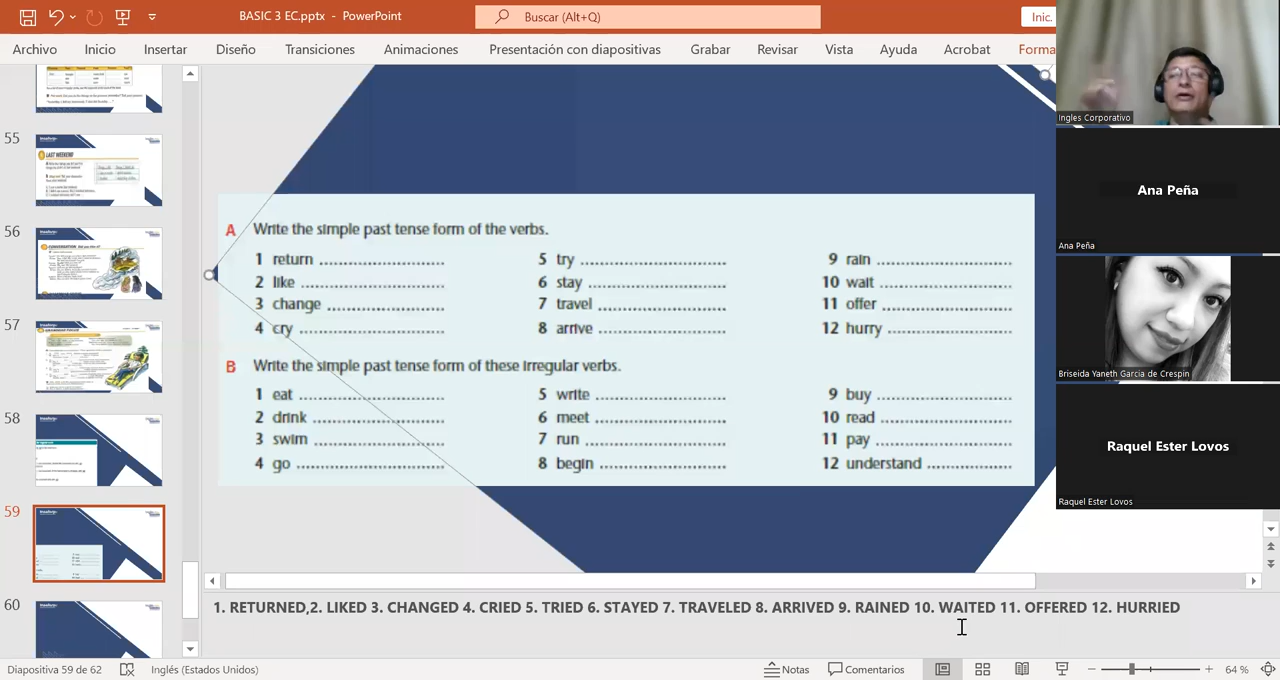 BASIC 3 EC.pptx - PowerPoint
Buscar (Alt+Q)
Inic.
Archivo Inicio Insertar Diseño Transiciones Animaciones Presentación con diapositivas Grabar Revisar Vista Ayuda Acrobat Forma
Ingles Corporativo
Ana Peña
Ana Peña
Briseida Yaneth Garcia de Crespin
Raquel Ester Lovos
Raquel Ester Lovos
55
LAST WEEKEND
56
57
58
59
60
A Write the simple past tense form of the verbs.
1 return .......................... 5 try .............................. 9 rain ............................
2 like .............................. 6 stay ............................ 10 wait ..........................
3 change ........................ 7 travel .......................... 11 offer ..........................
4 cry .............................. 8 arrive .......................... 12 hurry ........................
B Write the simple past tense form of these irregular verbs.
1 eat .............................. 5 write .......................... 9 buy ............................
2 drink .......................... 6 meet .......................... 10 read ..........................
3 swim .......................... 7 run ............................ 11 pay ............................
4 go .............................. 8 begin .......................... 12 understand ................
1. RETURNED,2. LIKED 3. CHANGED 4. CRIED 5. TRIED 6. STAYED 7. TRAVELED 8. ARRIVED 9. RAINED 10. WAITED 11. OFFERED 12. HURRIED
Diapositiva 59 de 62 Inglés (Estados Unidos) Notas Comentarios 64 %